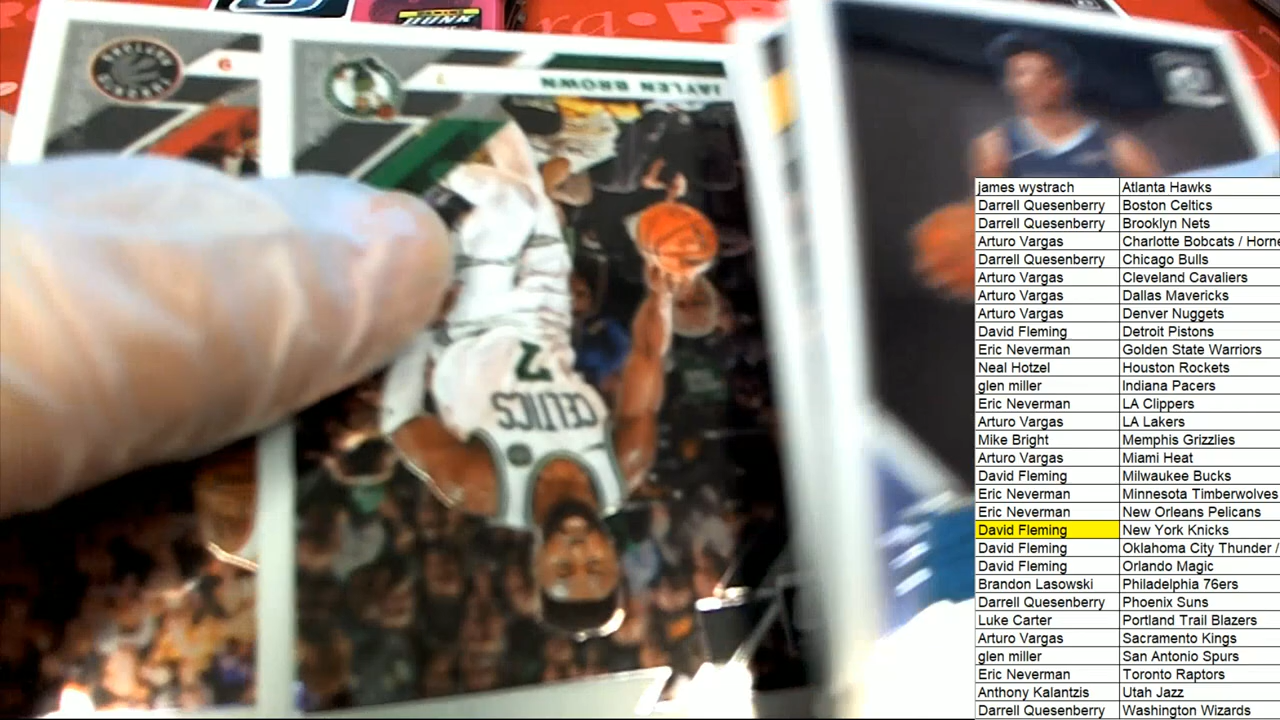 DUNK
9
7
JAYLEN BROWN
7
CELTICS
james wystrach Atlanta Hawks
Darrell Quesenberry Boston Celtics
Darrell Quesenberry Brooklyn Nets
Arturo Vargas Charlotte Bobcats / Horne
Darrell Quesenberry Chicago Bulls
Arturo Vargas Cleveland Cavaliers
Arturo Vargas Dallas Mavericks
Arturo Vargas Denver Nuggets
David Fleming Detroit Pistons
Eric Neverman Golden State Warriors
Neal Hotzel Houston Rockets
glen miller Indiana Pacers
Eric Neverman LA Clippers
Arturo Vargas LA Lakers
Mike Bright Memphis Grizzlies
Arturo Vargas Miami Heat
David Fleming Milwaukee Bucks
Eric Neverman Minnesota Timberwolves
Eric Neverman New Orleans Pelicans
David Fleming New York Knicks
David Fleming Oklahoma City Thunder /
David Fleming Orlando Magic
Brandon Lasowski Philadelphia 76ers
Darrell Quesenberry Phoenix Suns
Luke Carter Portland Trail Blazers
Arturo Vargas Sacramento Kings
glen miller San Antonio Spurs
Eric Neverman Toronto Raptors
Anthony Kalantzis Utah Jazz
Darrell Quesenberry Washington Wizards